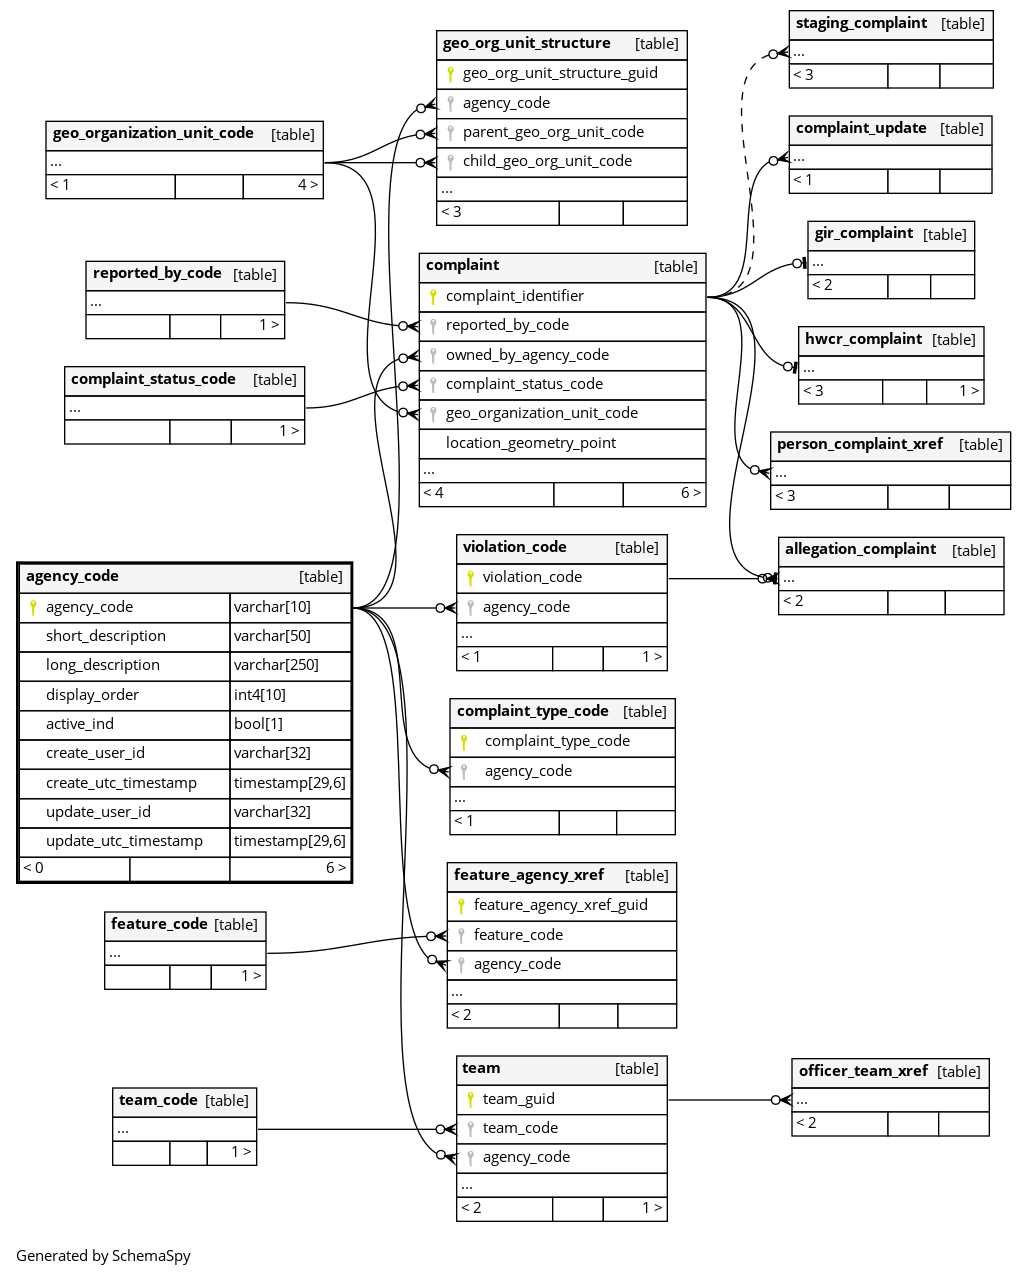 geo_organization_unit_code [table]
...
< 1 4 >
reported_by_code [table]
...
1 >
complaint_status_code [table]
...
1 >
agency_code [table]
agency_code varchar[10]
short_description varchar[50]
long_description varchar[250]
display_order int4[10]
active_ind bool[1]
create_user_id varchar[32]
create_utc_timestamp timestamp[29,6]
update_user_id varchar[32]
update_utc_timestamp timestamp[29,6]
< 0 6 >
feature_code [table]
...
1 >
team_code [table]
...
1 >
geo_org_unit_structure [table]
geo_org_unit_structure_guid
agency_code
parent_geo_org_unit_code
child_geo_org_unit_code
...
< 3
complaint [table]
complaint_identifier
reported_by_code
owned_by_agency_code
complaint_status_code
geo_organization_unit_code
location_geometry_point
...
< 4 6 >
violation_code [table]
violation_code
agency_code
...
< 1 1 >
complaint_type_code [table]
complaint_type_code
agency_code
...
< 1
feature_agency_xref [table]
feature_agency_xref_guid
feature_code
agency_code
...
< 2
team [table]
team_guid
team_code
agency_code
...
< 2 1 >
staging_complaint [table]
...
< 3
complaint_update [table]
...
< 1
gir_complaint [table]
...
< 2
hwcr_complaint [table]
...
< 3 1 >
person_complaint_xref [table]
...
< 3
allegation_complaint [table]
...
< 2
officer_team_xref [table]
...
< 2
Generated by SchemaSpy